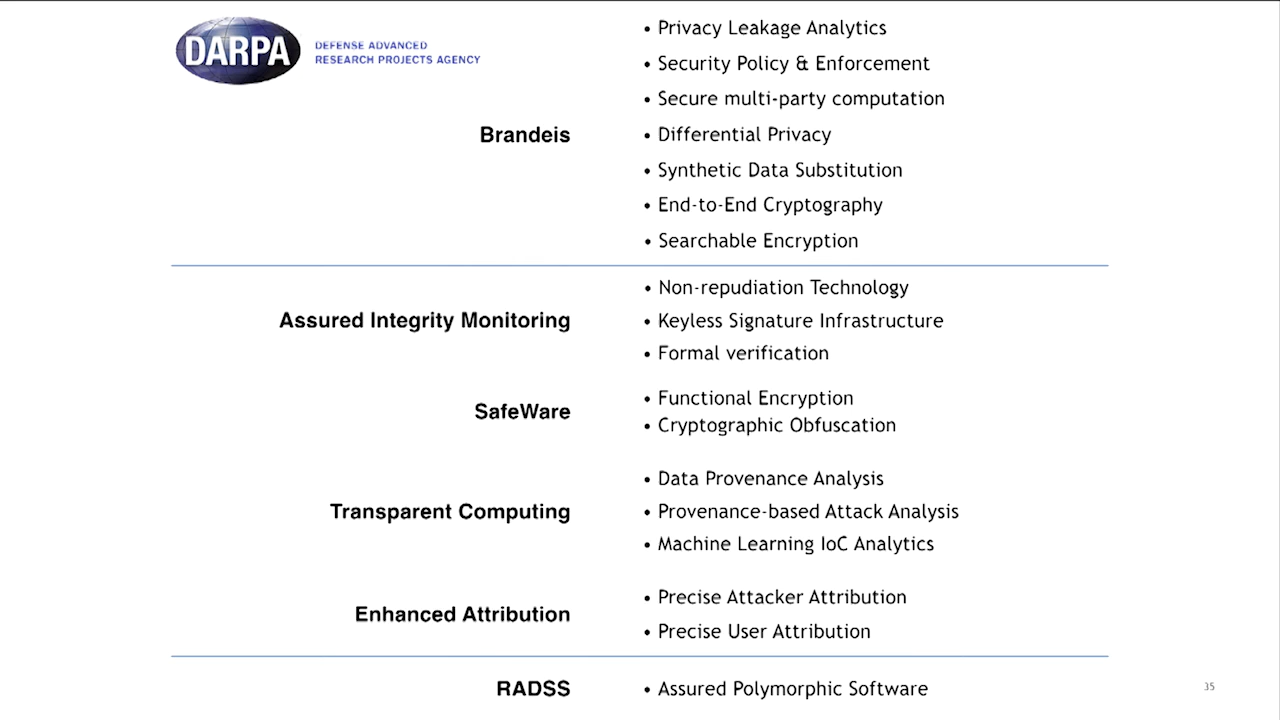 DARPA
DEFENSE ADVANCED
RESEARCH PROJECTS AGENCY
Brandeis
• Privacy Leakage Analytics
• Security Policy & Enforcement
• Secure multi-party computation
• Differential Privacy
• Synthetic Data Substitution
• End-to-End Cryptography
• Searchable Encryption
Assured Integrity Monitoring
• Non-repudiation Technology
• Keyless Signature Infrastructure
• Formal verification
SafeWare
• Functional Encryption
• Cryptographic Obfuscation
Transparent Computing
• Data Provenance Analysis
• Provenance-based Attack Analysis
• Machine Learning IoC Analytics
Enhanced Attribution
• Precise Attacker Attribution
• Precise User Attribution
RADSS
• Assured Polymorphic Software
35